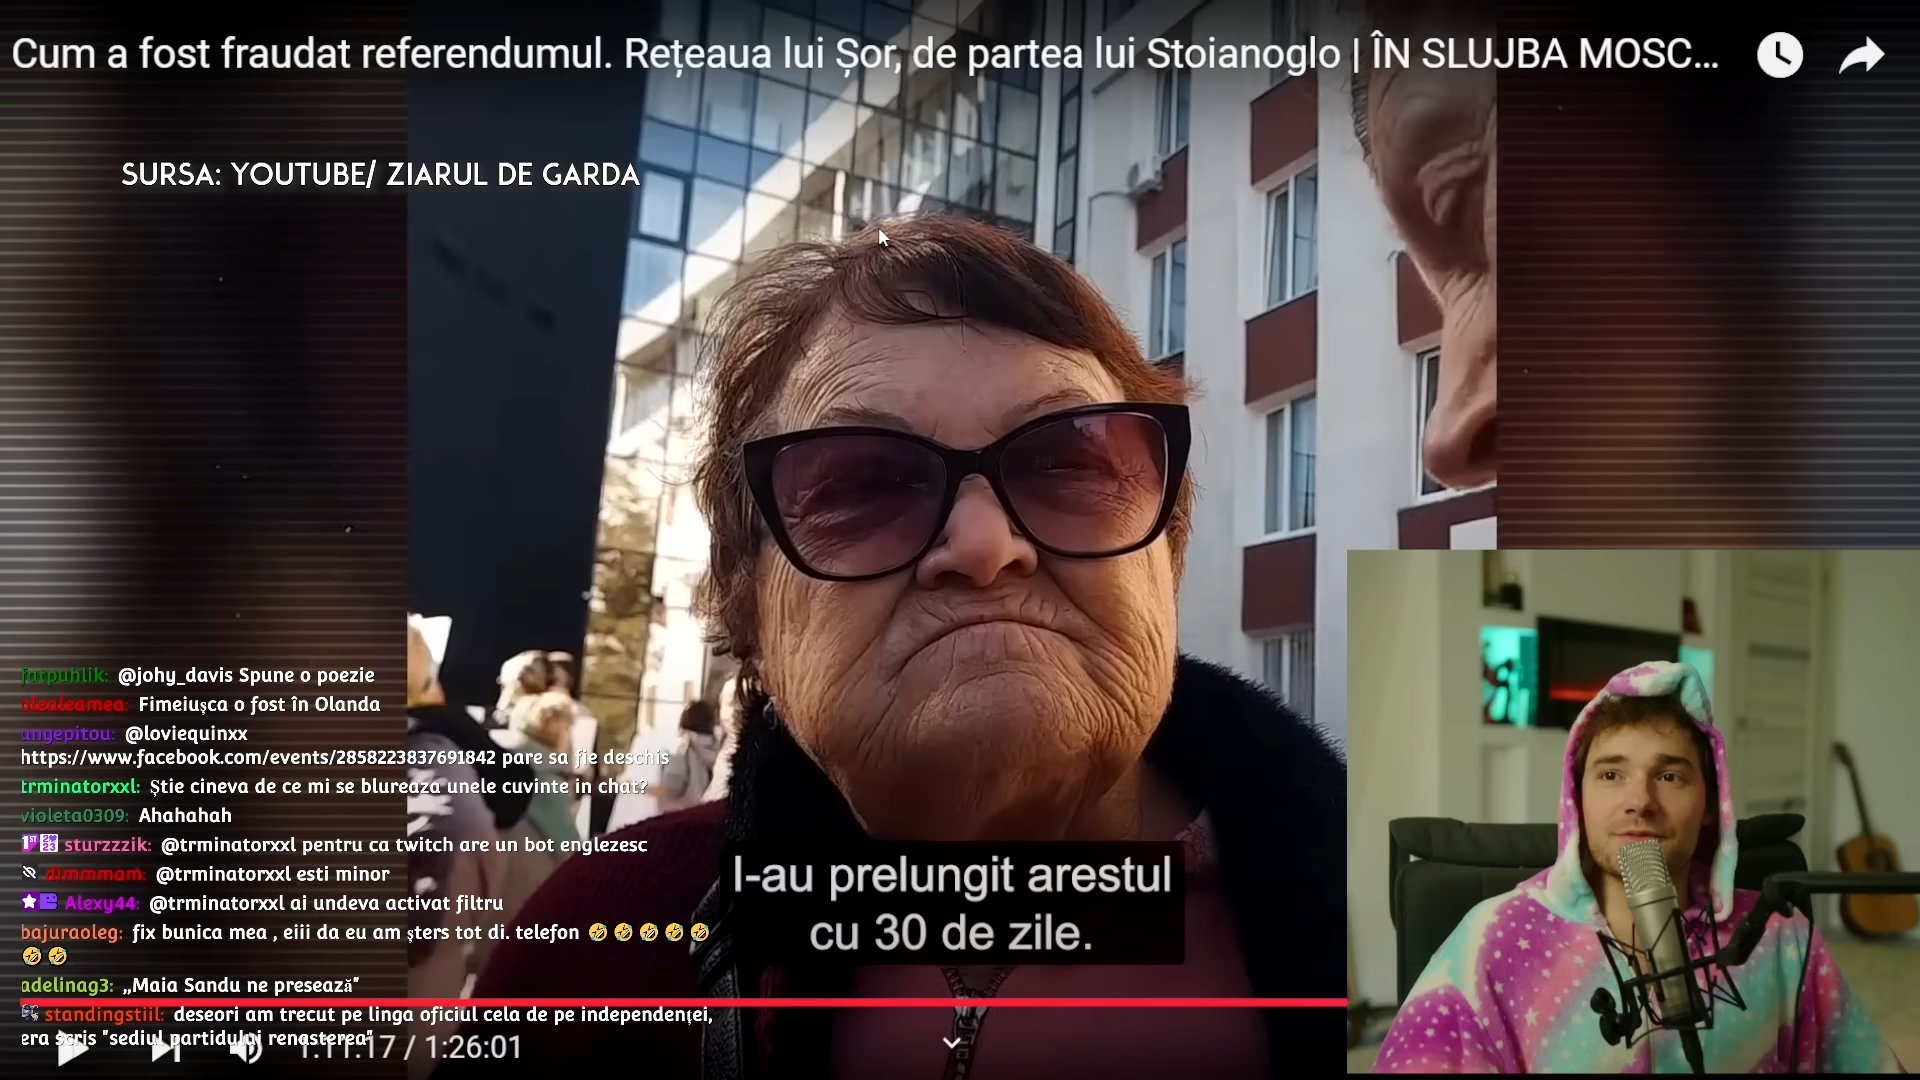 Cum a fost fraudat referendumul. Rețeaua lui Șor, de partea lui Stoianoglo | ÎN SLUJBA MOSC...
SURSA: YOUTUBE/ ZIARUL DE GARDA
farpuhlik: @johy_davis Spune o poezie
alealeamea: Fimeiușca o fost în Olanda
angepitou: @loviequinxx
https://www.facebook.com/events/2858223837691842 pare sa fie deschis
trminatorxxl: Știe cineva de ce mi se blureaza unele cuvinte in chat?
violeta0309: Ahahahah
sturzzzik: @trminatorxxl pentru ca twitch are un bot englezesc
dimmmam: @trminatorxxl esti minor
Alexy44: @trminatorxxl ai undeva activat filtru
bajuraoleg: fix bunica mea , eiii da eu am șters tot di. telefon 🤣🤣🤣🤣🤣
🤣🤣
adelinag3: „Maia Sandu ne presează"
standingstiil: deseori am trecut pe linga oficiul cela de pe independenței,
era scris "sediul partidului renasterea"
I-au prelungit arestul
cu 30 de zile.
1:11:17 / 1:26:01